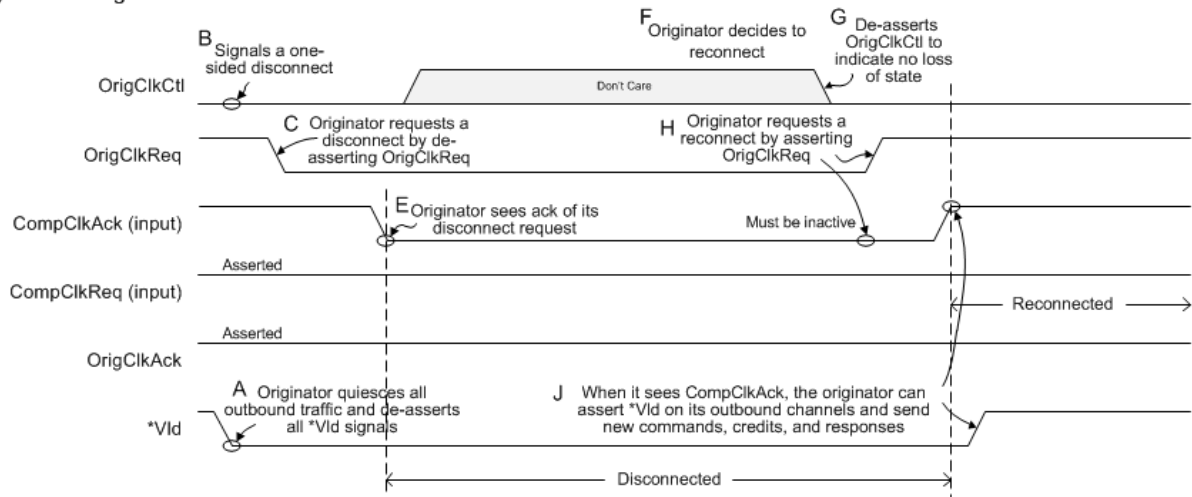 B
Signals a one-
sided disconnect
F
Originator decides to
reconnect
G
De-asserts
OrigClkCtl to
indicate no loss
of state
OrigClkCtl
Don't Care
C
Originator requests a
disconnect by de-
asserting OrigClkReq
H
Originator requests a
reconnect by asserting
OrigClkReq
OrigClkReq
CompClkAck (input)
E
Originator sees ack of its
disconnect request
Must be inactive
Asserted
CompClkReq (input)
Reconnected
Asserted
OrigClkAck
A
Originator quiesces all
outbound traffic and de-asserts
all *Vld signals
J
When it sees CompClkAck, the originator can
assert *Vld on its outbound channels and send
new commands, credits, and responses
*Vld
Disconnected